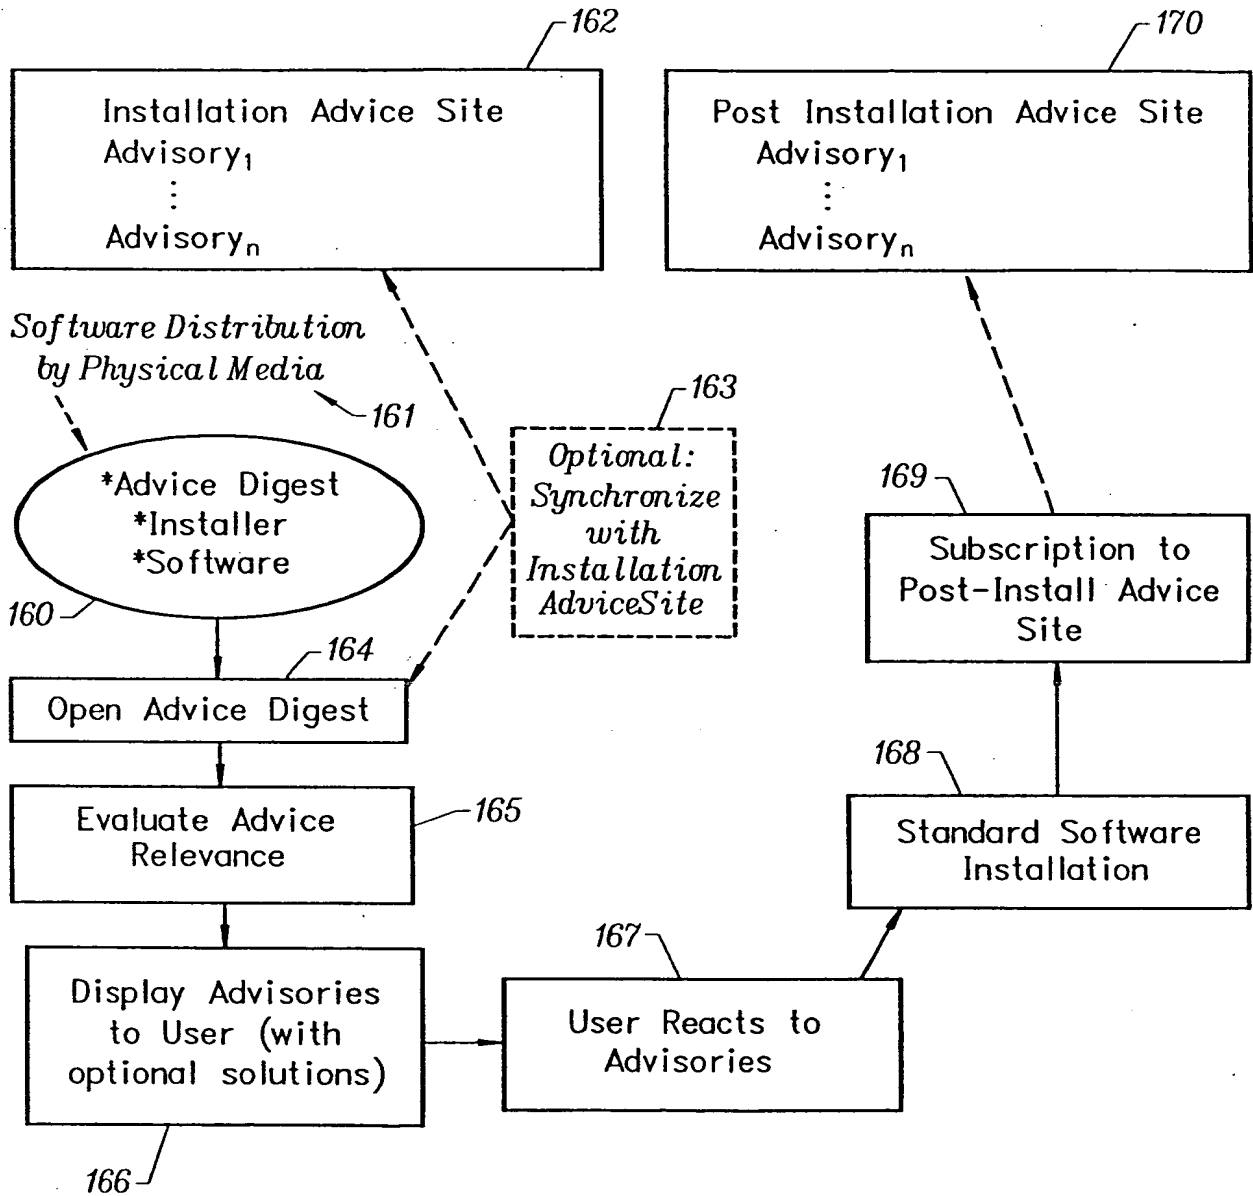 162
Installation Advice Site
Advisory1
Advisoryn
170
Post Installation Advice Site
Advisory1
Advisoryn
Software Distribution
by Physical Media
161
*Advice Digest
*Installer
*Software
160
163
Optional:
Synchronize
with
Installation
AdviceSite
164
Open Advice Digest
165
Evaluate Advice
Relevance
166
Display Advisories
to User (with
optional solutions)
167
User Reacts to
Advisories
168
Standard Software
Installation
169
Subscription to
Post-Install Advice
Site